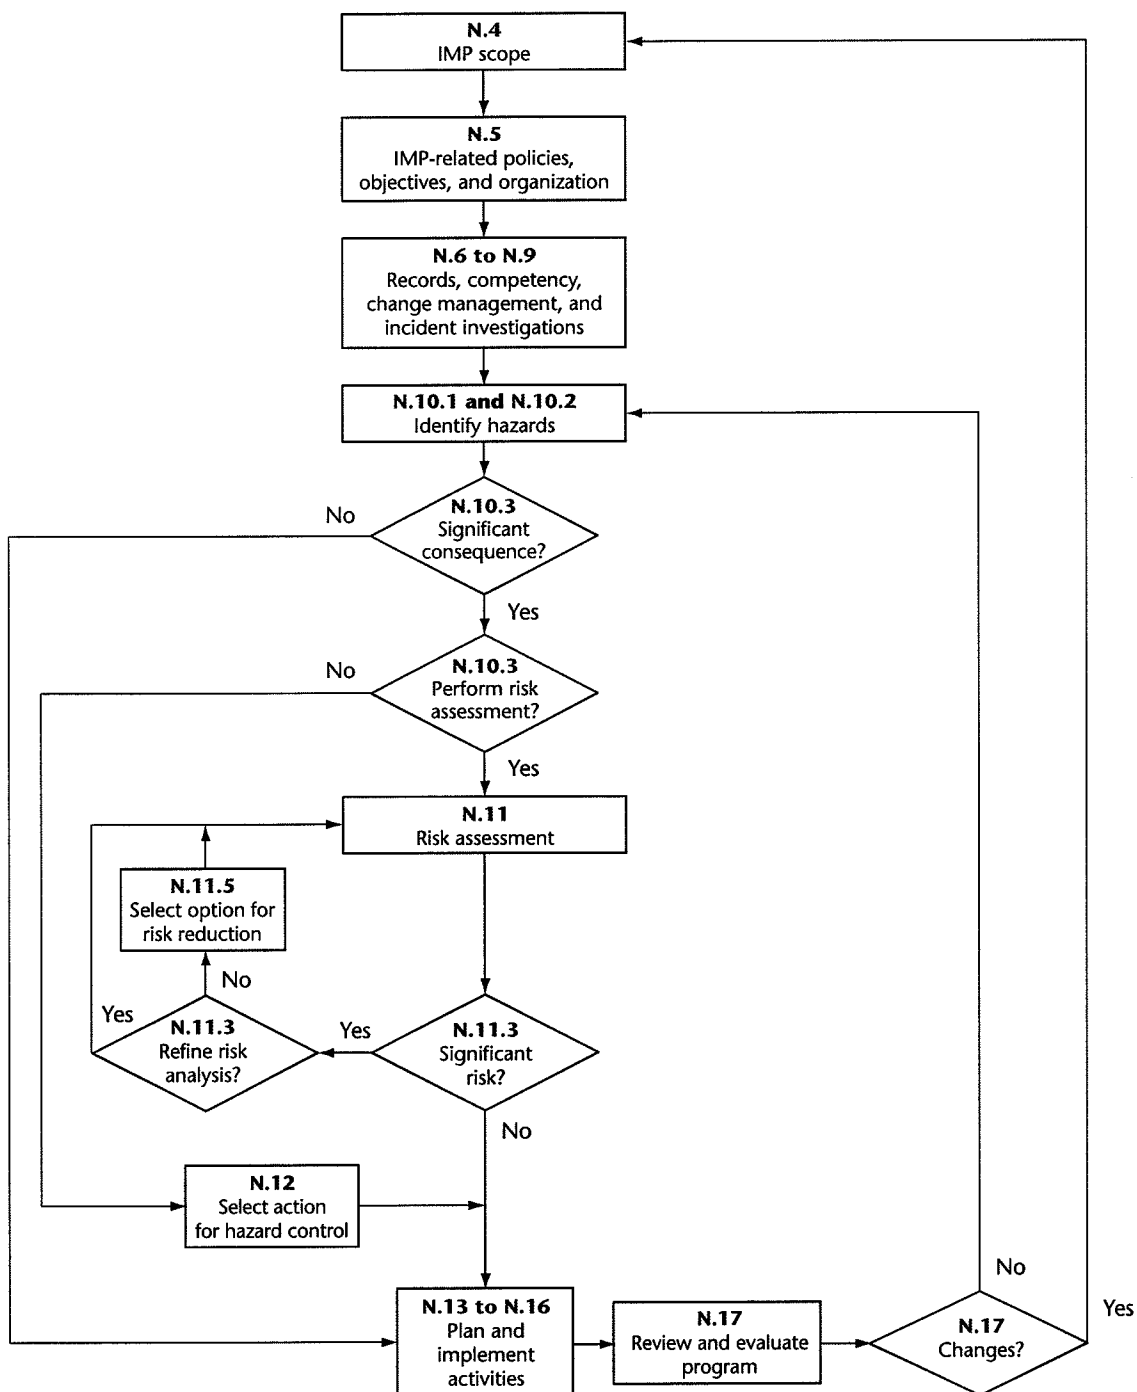 N.4
IMP scope
N.5
IMP-related policies,
objectives, and organization
N.6 to N.9
Records, competency,
change management, and
incident investigations
N.10.1 and N.10.2
Identify hazards
No
N.10.3
Significant
consequence?
Yes
No
N.10.3
Perform risk
assessment?
Yes
N.11
Risk assessment
N.11.5
Select option for
risk reduction
No
Yes
N.11.3
Refine risk
analysis?
Yes
N.11.3
Significant
risk?
No
N.12
Select action
for hazard control
No
N.13 to N.16
Plan and
implement
activities
N.17
Review and evaluate
program
N.17
Changes?
Yes